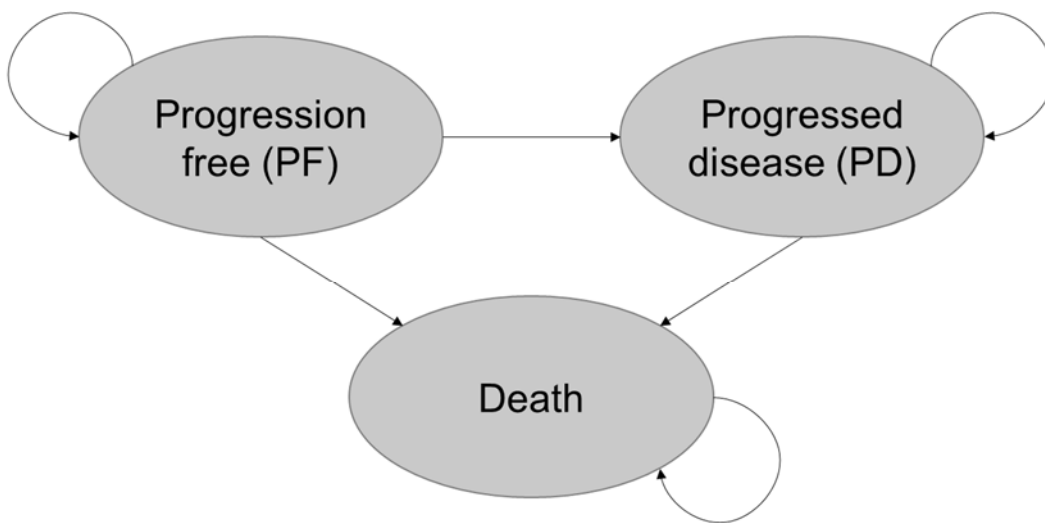 Progression
free (PF)
Progressed
disease (PD)
Death